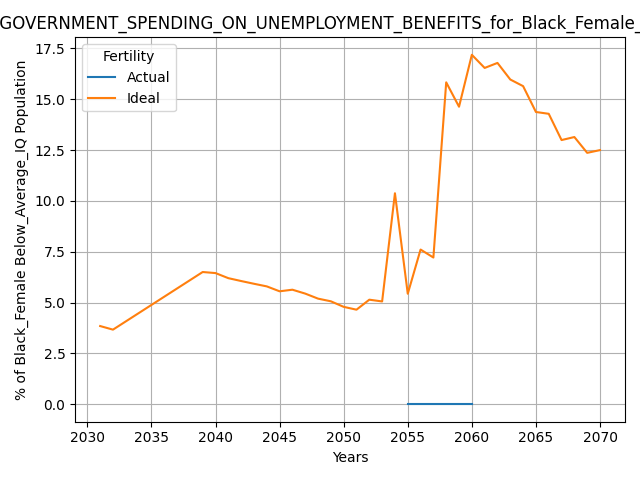 GOVERNMENT_SPENDING_ON_UNEMPLOYMENT_BENEFITS_for_Black_Female_
Fertility
Actual
Ideal
% of Black_Female Below_Average_IQ Population
17.5
15.0
12.5
10.0
7.5
5.0
2.5
0.0
2030 2035 2040 2045 2050 2055 2060 2065 2070
Years